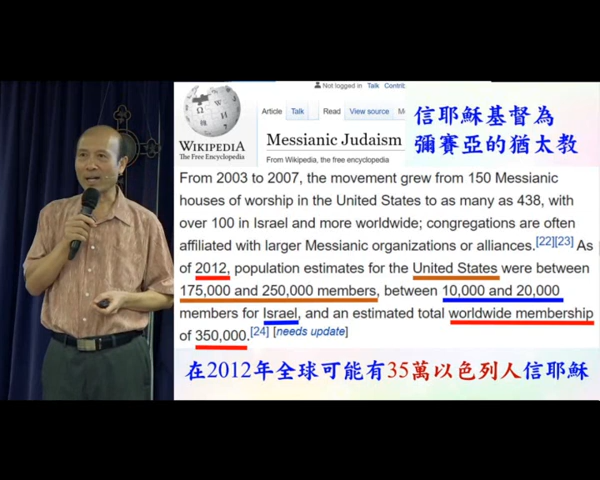 Not logged in Talk Contrib
Article Talk Read View source
信耶穌基督為
彌賽亞的猶太教
WIKIPEDIA
The Free Encyclopedia
Messianic Judaism
From Wikipedia, the free encyclopedia
From 2003 to 2007, the movement grew from 150 Messianic
houses of worship in the United States to as many as 438, with
over 100 in Israel and more worldwide; congregations are often
affiliated with larger Messianic organizations or alliances.[22][23] As
of 2012, population estimates for the United States were between
175,000 and 250,000 members, between 10,000 and 20,000
members for Israel, and an estimated total worldwide membership
of 350,000.[24] [needs update]
在2012年全球可能有35萬以色列人信耶穌